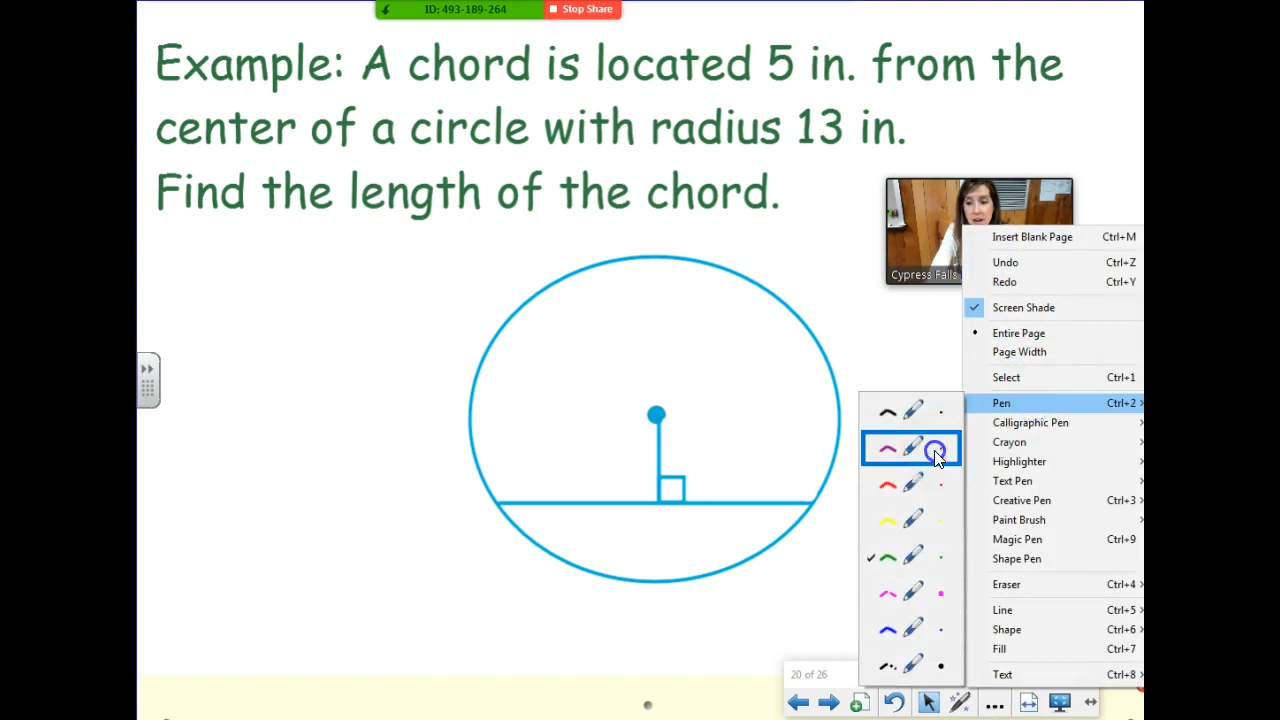 ID: 493-189-264
Stop Share
Example: A chord is located 5 in. from the
center of a circle with radius 13 in.
Find the length of the chord.
Cypress Falls
Insert Blank Page Ctrl+M
Undo Ctrl+Z
Redo Ctrl+Y
Screen Shade
Entire Page
Page Width
Select Ctrl+1
Pen Ctrl+2
Calligraphic Pen
Crayon
Highlighter
Text Pen
Creative Pen Ctrl+3
Paint Brush
Magic Pen Ctrl+9
Shape Pen
Eraser Ctrl+4
Line Ctrl+5
Shape Ctrl+6
Fill Ctrl+7
Text Ctrl+8
20 of 26